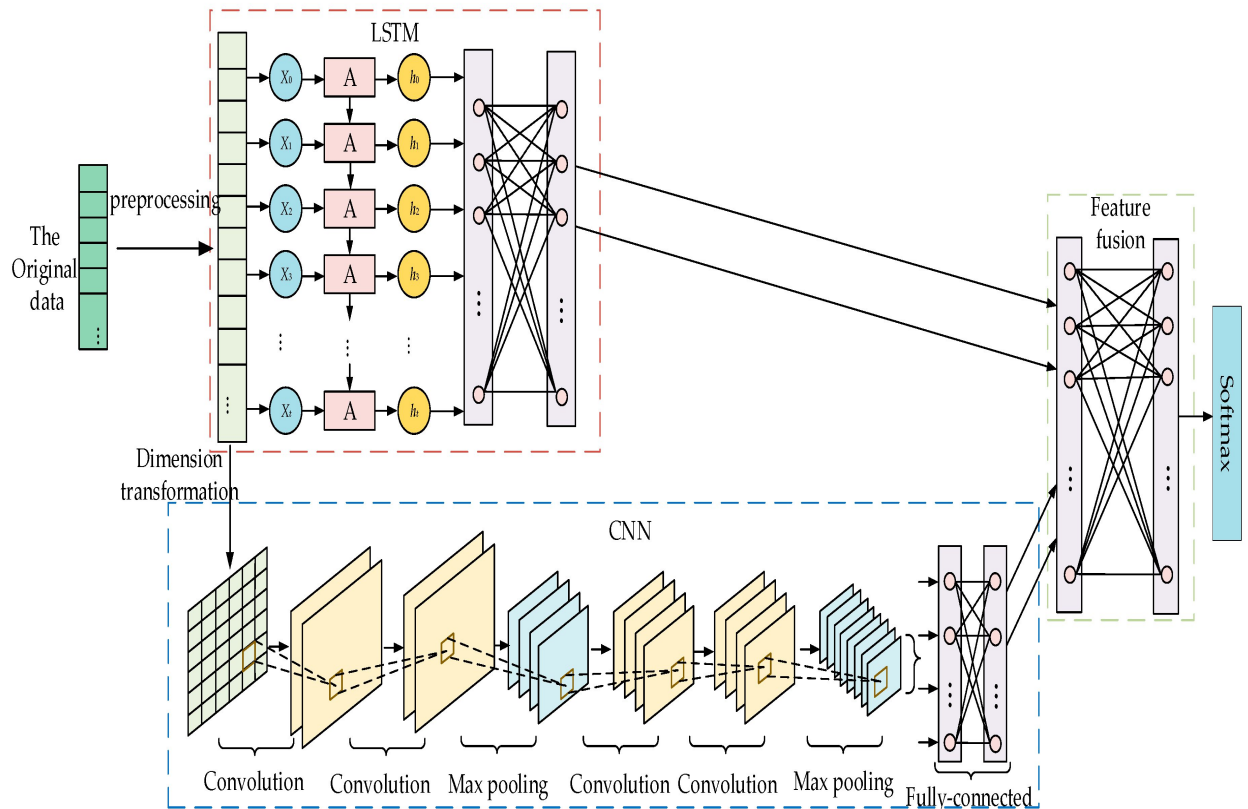 LSTM
X0
A
h0
X1
A
h1
X2
A
h2
X3
A
h3
...
...
...
Xt
A
ht
preprocessing
The
Original
data
...
...
Dimension
transformation
CNN
Convolution
Convolution
Max pooling
Convolution
Convolution
Max pooling
Fully-connected
Feature
fusion
Softmax